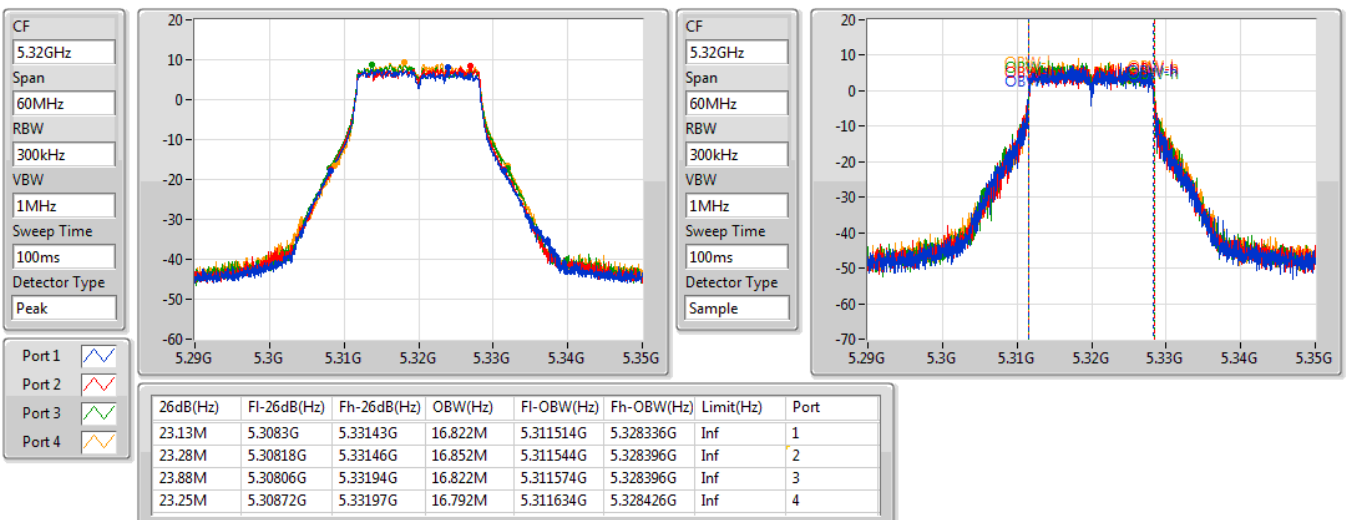 CF
5.32GHz
Span
60MHz
RBW
300kHz
VBW
1MHz
Sweep Time
100ms
Detector Type
Peak
20
10
0
-10
-20
-30
-40
-50
-60
5.29G 5.3G 5.31G 5.32G 5.33G 5.34G 5.35G
CF
5.32GHz
Span
60MHz
RBW
300kHz
VBW
1MHz
Sweep Time
100ms
Detector Type
Sample
20
10
0
-10
-20
-30
-40
-50
-60
-70
5.29G 5.3G 5.31G 5.32G 5.33G 5.34G 5.35G
Port 1
Port 2
Port 3
Port 4
26dB(Hz) Fl-26dB(Hz) Fh-26dB(Hz) OBW(Hz) Fl-OBW(Hz) Fh-OBW(Hz) Limit(Hz) Port
23.13M 5.3083G 5.33143G 16.822M 5.311514G 5.328336G Inf 1
23.28M 5.30818G 5.33146G 16.852M 5.311544G 5.328396G Inf 2
23.88M 5.30806G 5.33194G 16.822M 5.311574G 5.328396G Inf 3
23.25M 5.30872G 5.33197G 16.792M 5.311634G 5.328426G Inf 4